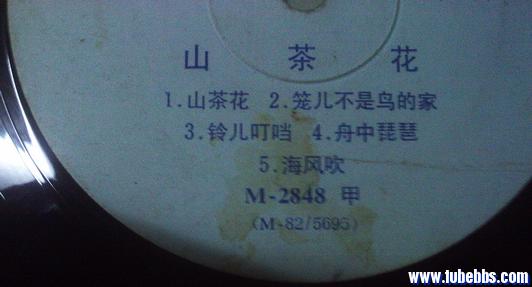 山 茶 花
1.山茶花 2.笼儿不是鸟的家
3.铃儿叮当 4.舟中琵琶
5.海风吹
M-2848 甲
(M-82/5695)
www.tubebbs.com